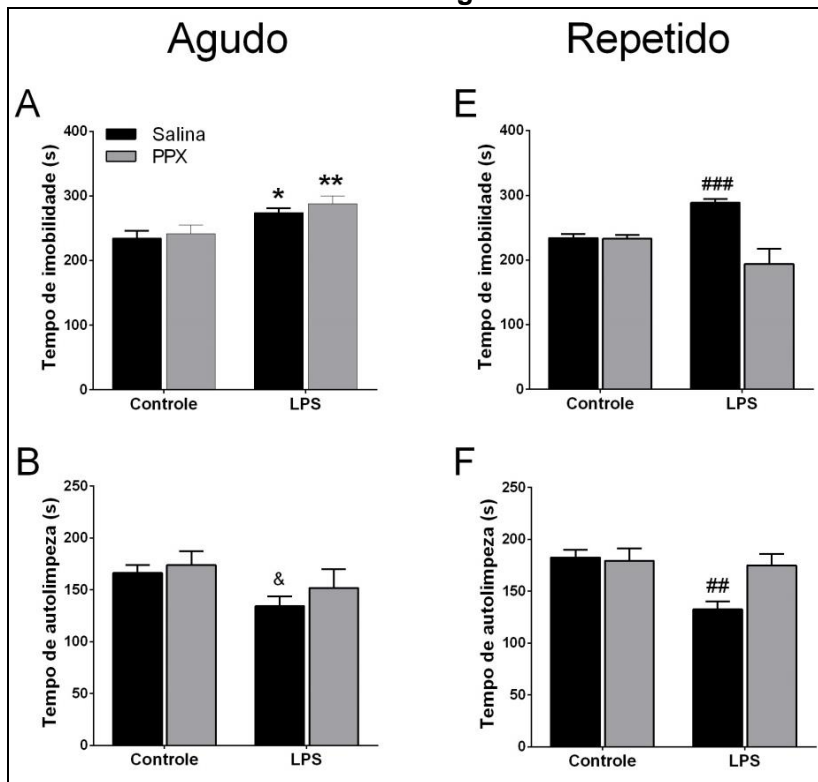 Agudo
Repetido
A
Tempo de imobilidade (s)
400
300
200
100
0
Salina
PPX
*
**
Controle
LPS
E
Tempo de imobilidade (s)
400
300
200
100
0
###
Controle
LPS
B
Tempo de autolimpeza (s)
250
200
150
100
50
0
&
Controle
LPS
F
Tempo de autolimpeza (s)
250
200
150
100
50
0
##
Controle
LPS